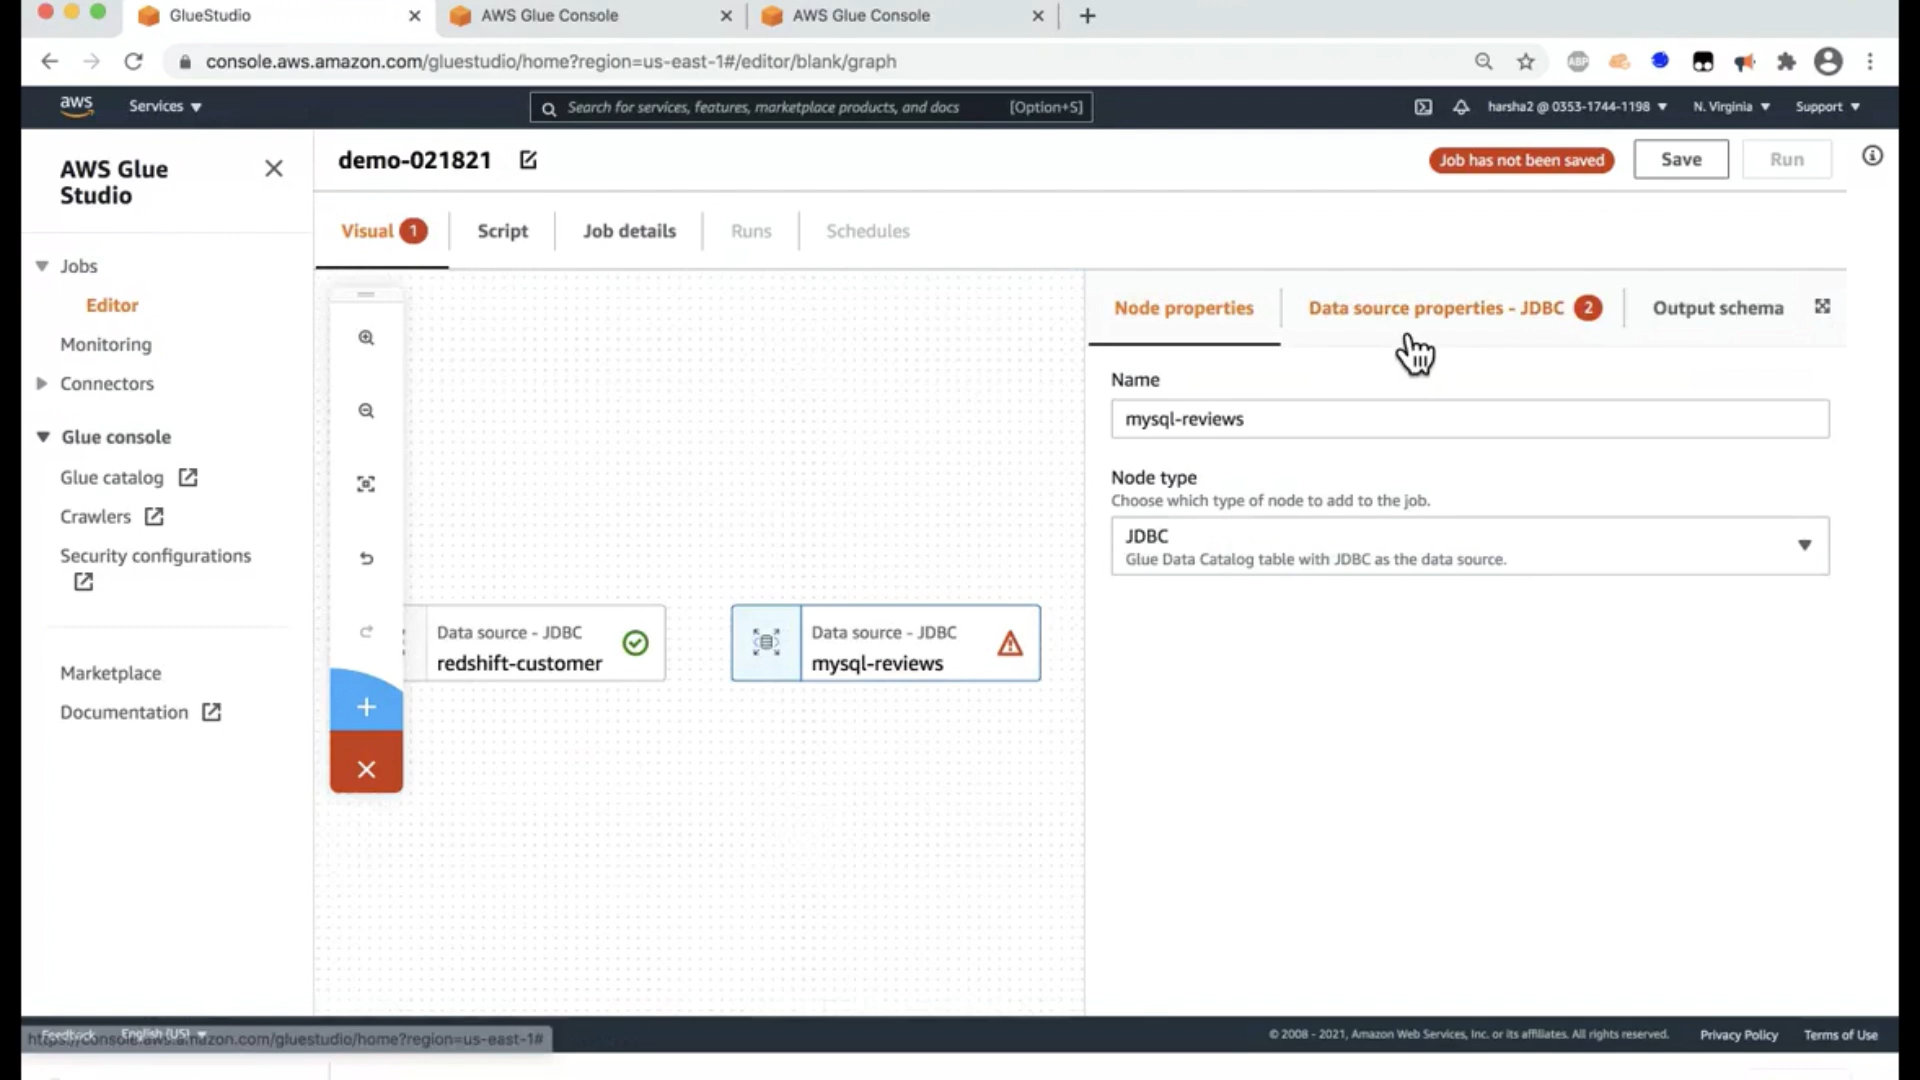 GlueStudio
AWS Glue Console
AWS Glue Console
console.aws.amazon.com/gluestudio/home?region=us-east-1#/editor/blank/graph
ABP
aws
Services
Search for services, features, marketplace products, and docs
[Option+S]
harsha2 @ 0353-1744-1198
N. Virginia
Support
AWS Glue
Studio
Jobs
Editor
Monitoring
Connectors
Glue console
Glue catalog
Crawlers
Security configurations
Marketplace
Documentation
demo-021821
Job has not been saved
Save
Run
Visual 1
Script
Job details
Runs
Schedules
Data source - JDBC
redshift-customer
Data source - JDBC
mysql-reviews
Node properties
Data source properties - JDBC 2
Output schema
Name
mysql-reviews
Node type
Choose which type of node to add to the job.
JDBC
Glue Data Catalog table with JDBC as the data source.
Feedback
English (US)
https://console.aws.amazon.com/gluestudio/home?region=us-east-1#
© 2008 - 2021, Amazon Web Services, Inc. or its affiliates. All rights reserved.
Privacy Policy
Terms of Use